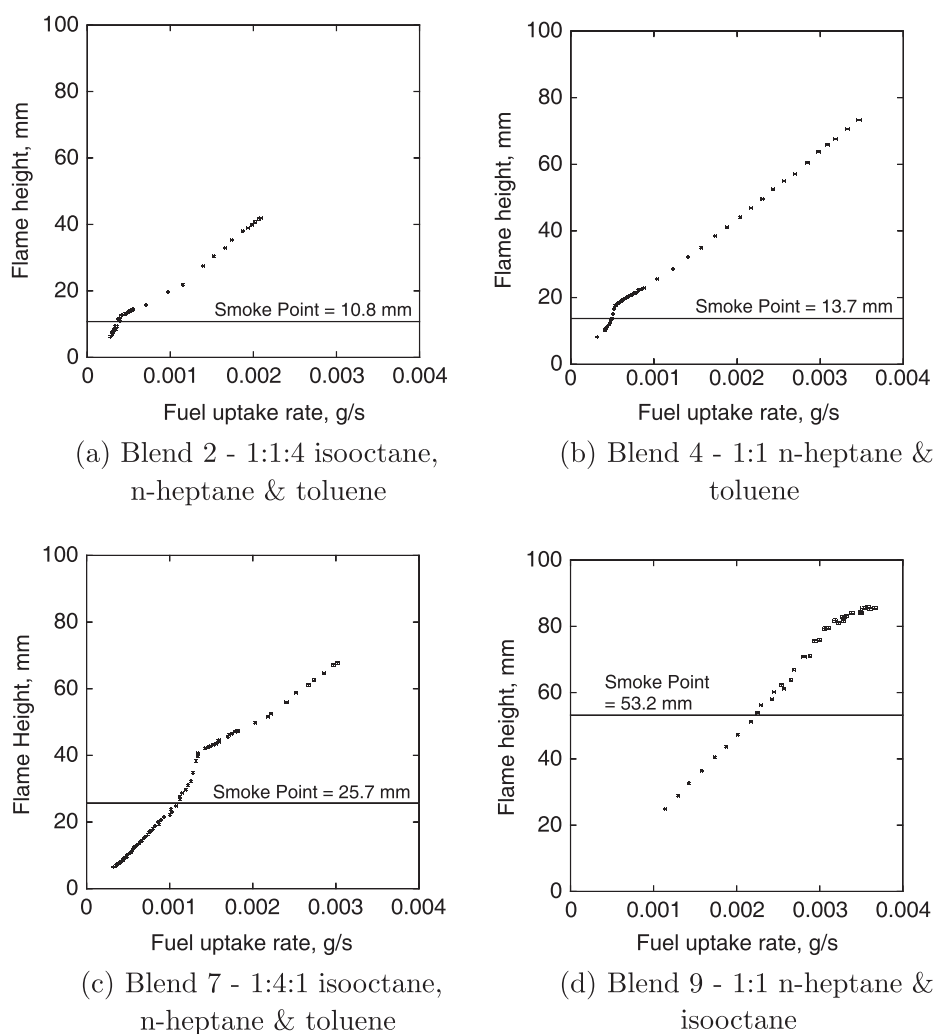 100
80
60
40
20
0
Flame height, mm
Smoke Point = 10.8 mm
0 0.001 0.002 0.003 0.004
Fuel uptake rate, g/s
(a) Blend 2 - 1:1:4 isooctane,
n-heptane & toluene
100
80
60
40
20
0
Flame height, mm
Smoke Point = 13.7 mm
0 0.001 0.002 0.003 0.004
Fuel uptake rate, g/s
(b) Blend 4 - 1:1 n-heptane &
toluene
100
80
60
40
20
0
Flame Height, mm
Smoke Point = 25.7 mm
0 0.001 0.002 0.003 0.004
Fuel uptake rate, g/s
(c) Blend 7 - 1:4:1 isooctane,
n-heptane & toluene
100
80
60
40
20
0
Flame height, mm
Smoke Point
= 53.2 mm
0 0.001 0.002 0.003 0.004
Fuel uptake rate, g/s
(d) Blend 9 - 1:1 n-heptane &
isooctane